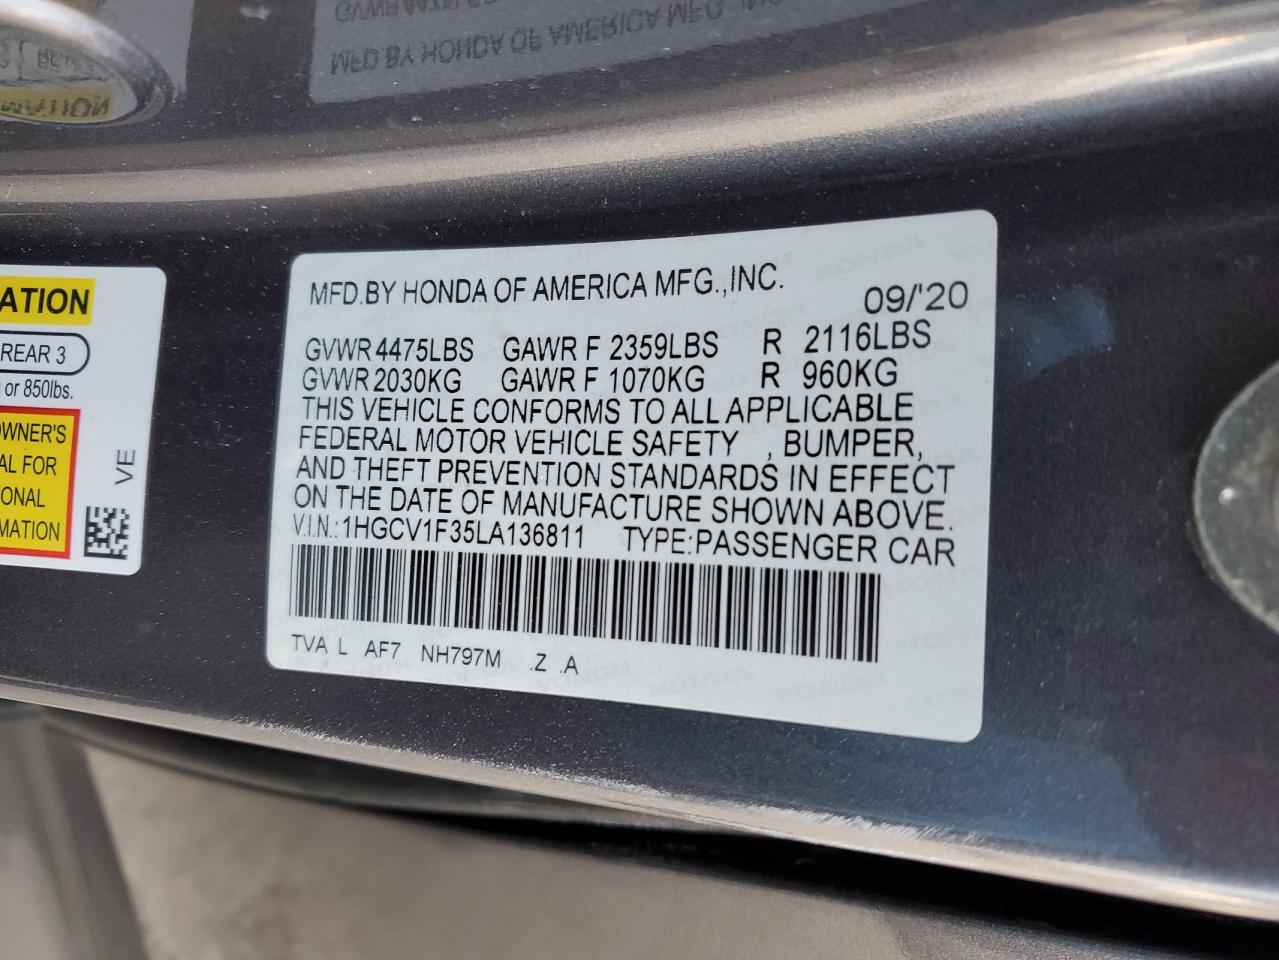 MFD.BY HONDA OF AMERICA MFG.,INC.
09/'20
GVWR 4475LBS GAWR F 2359LBS R 2116LBS
GVWR 2030KG GAWR F 1070KG R 960KG
THIS VEHICLE CONFORMS TO ALL APPLICABLE
FEDERAL MOTOR VEHICLE SAFETY , BUMPER,
AND THEFT PREVENTION STANDARDS IN EFFECT
ON THE DATE OF MANUFACTURE SHOWN ABOVE.
V.I.N.:1HGCV1F35LA136811 TYPE:PASSENGER CAR
TVA L AF7 NH797M .Z .A
ATION
REAR 3
or 850lbs.
OWNER'S
AL FOR
ONAL
MATION
VE
MFD.BY HONDA OF AMERICA MFG.,INC.